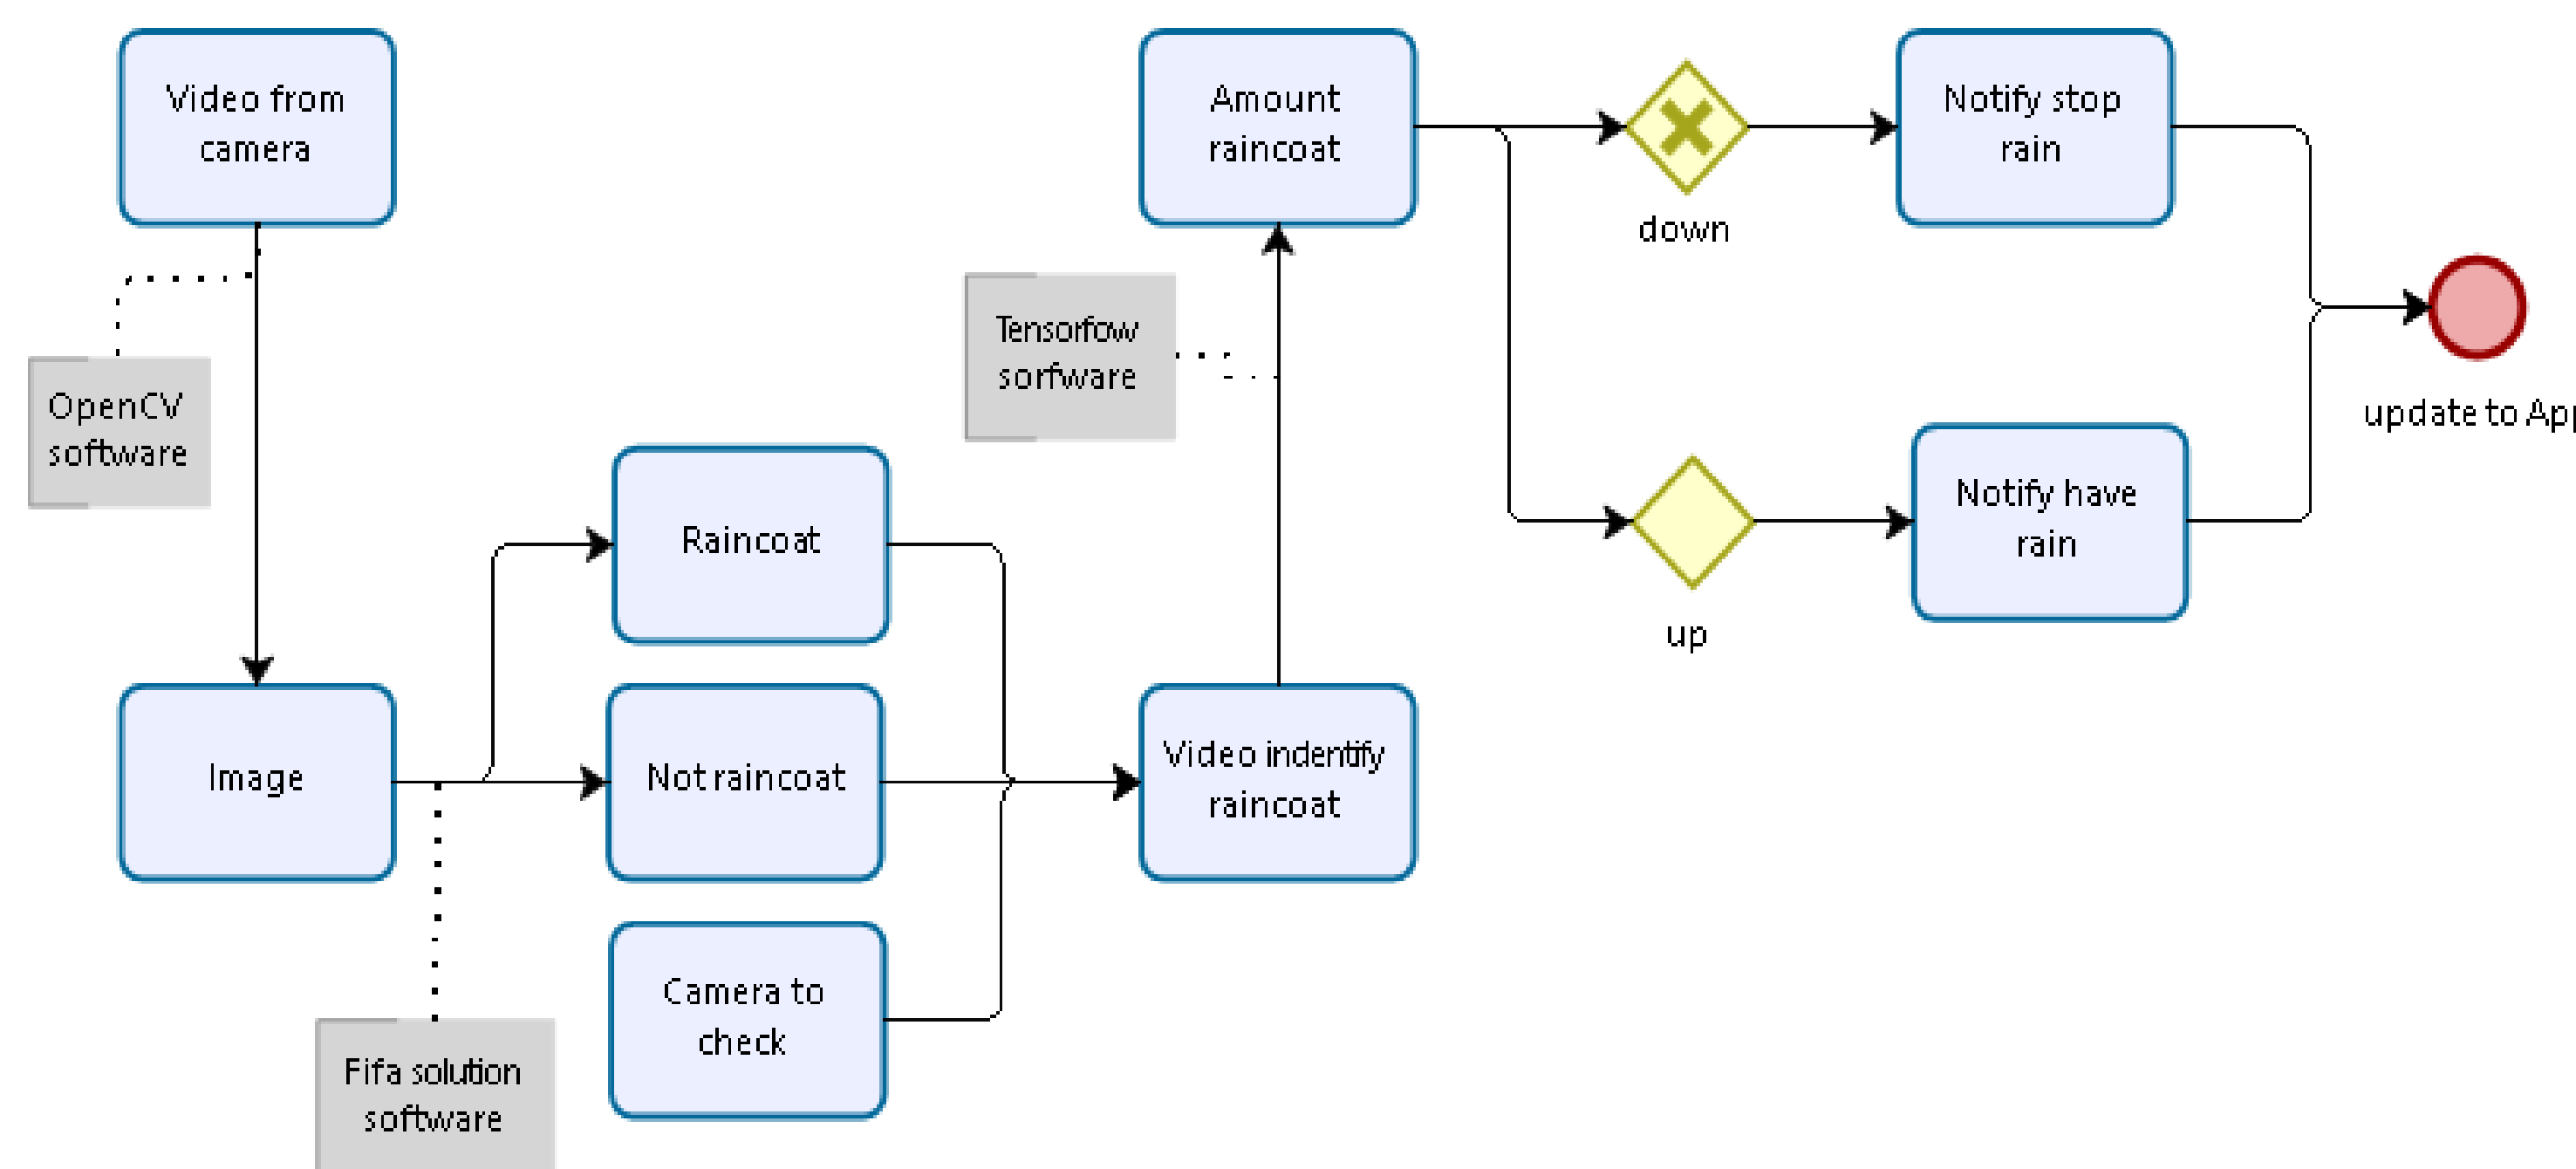 Video from
camera
OpenCV
software
Image
Fifa solution
software
Raincoat
Not raincoat
Camera to
check
Video indentify
raincoat
Tensorfow
sorfware
Amount
raincoat
down
up
Notify stop
rain
Notify have
rain
update to App